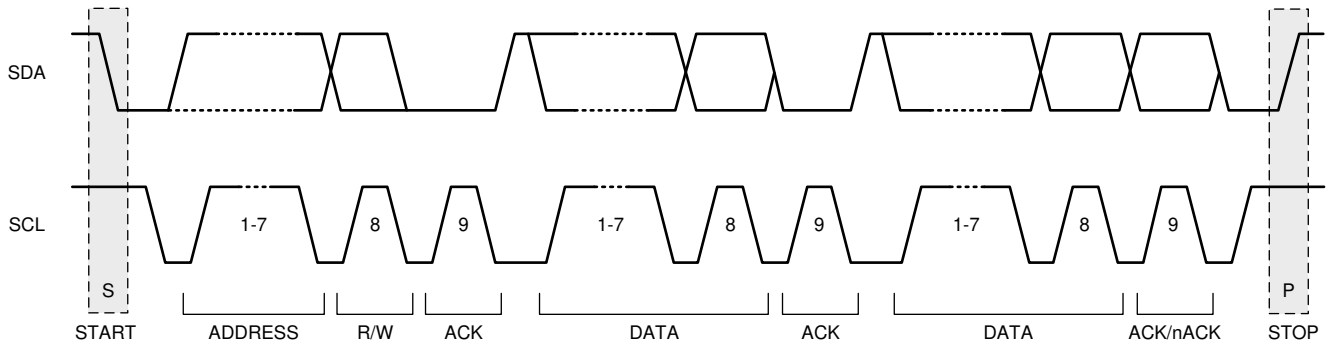 SDA
SCL
1-7 8 9 1-7 8 9 1-7 8 9
S P
START ADDRESS R/W ACK DATA ACK DATA ACK/nACK STOP